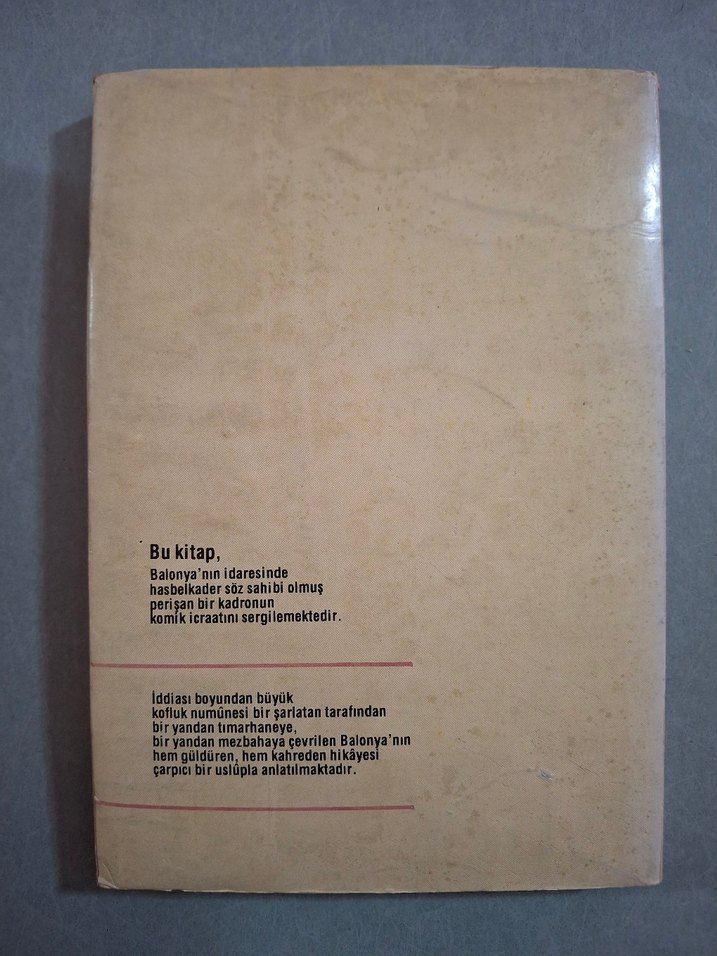 Bu kitap,
Balonya'nın idaresinde
hasbelkader söz sahibi olmuş
perişan bir kadronun
komik icraatını sergilemektedir.
İddiası boyundan büyük
kofluk numûnesi bir şarlatan tarafından
bir yandan tımarhaneye,
bir yandan mezbahaya çevrilen Balonya'nın
hem güldüren, hem kahreden hikâyesi
çarpıcı bir uslûpla anlatılmaktadır.